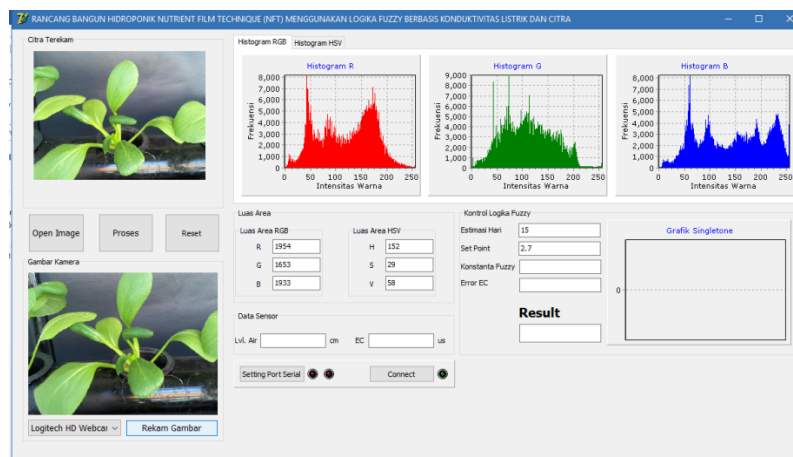 RANCANG BANGUN HIDROPONIK NUTRIENT FILM TECHNIQUE (NFT) MENGGUNAKAN LOGIKA FUZZY BERBASIS KONDUKTIVITAS LISTRIK DAN CITRA
Citra Terekam
Open Image
Proses
Reset
Gambar Kamera
Logitech HD Webcar
Rekam Gambar
Histogram RGB
Histogram HSV
Histogram R
Frekuensi
8,000
7,000
6,000
5,000
4,000
3,000
2,000
1,000
0
0 50 100 150 200 250
Intensitas Warna
Histogram G
Frekuensi
9,000
8,000
7,000
6,000
5,000
4,000
3,000
2,000
1,000
0
0 50 100 150 200 250
Intensitas Warna
Histogram B
Frekuensi
8,000
7,000
6,000
5,000
4,000
3,000
2,000
1,000
0
0 50 100 150 200 250
Intensitas Warna
Luas Area
Luas Area RGB
R 1954
G 1653
B 1933
Luas Area HSV
H 152
S 29
V 58
Data Sensor
Lvl. Air cm EC us
Setting Port Serial
Connect
Kontrol Logika Fuzzy
Estimasi Hari 15
Set Point 2.7
Konstanta Fuzzy
Error EC
Result
Grafik Singletone
0